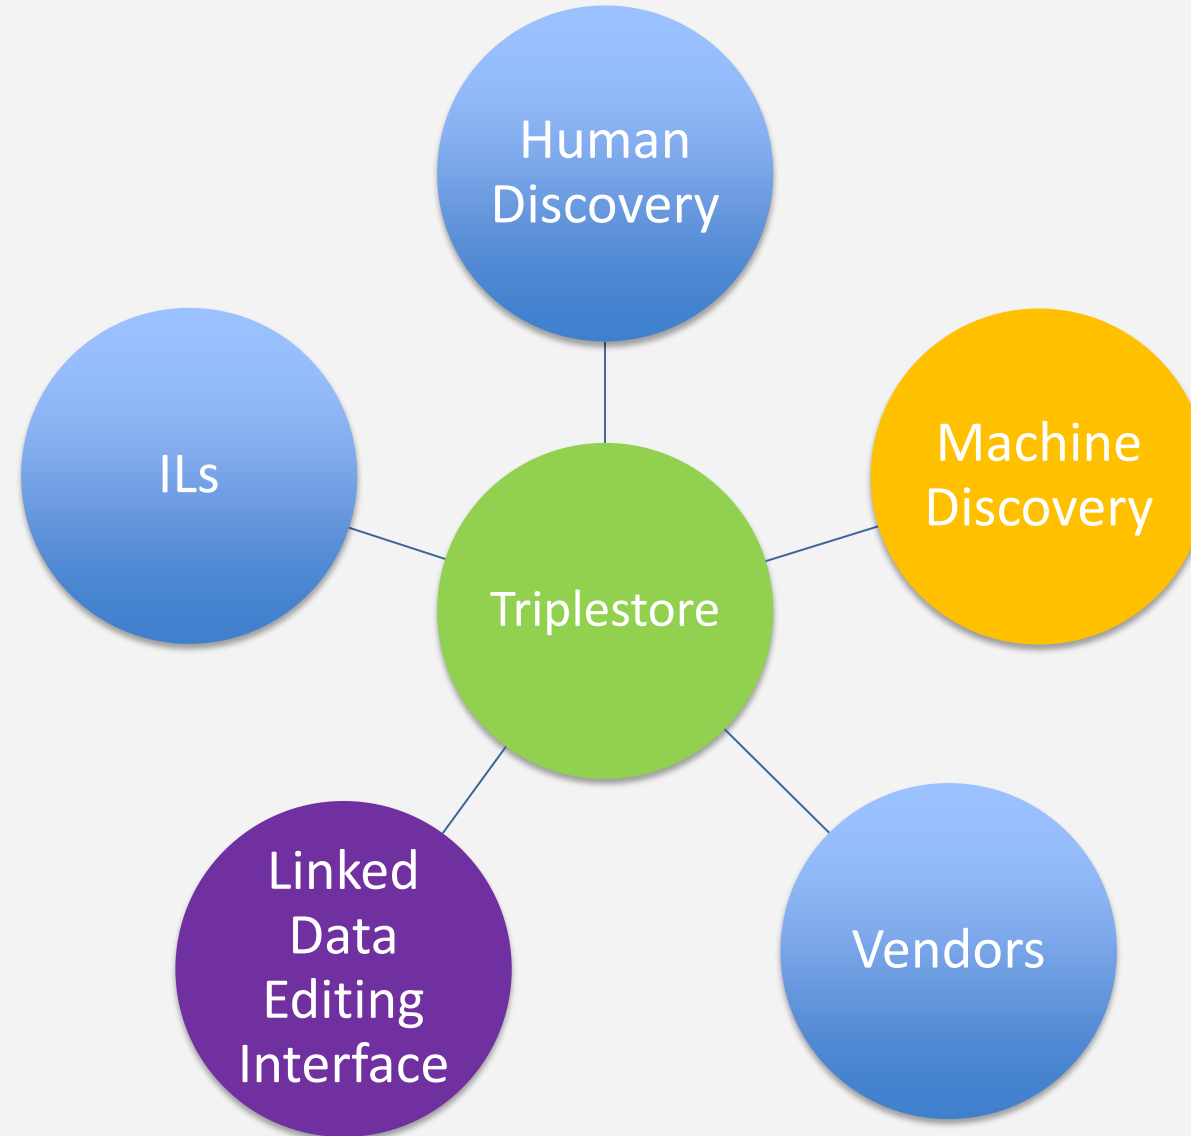 Human
Discovery
ILs
Machine
Discovery
Triplestore
Linked
Data
Editing
Interface
Vendors